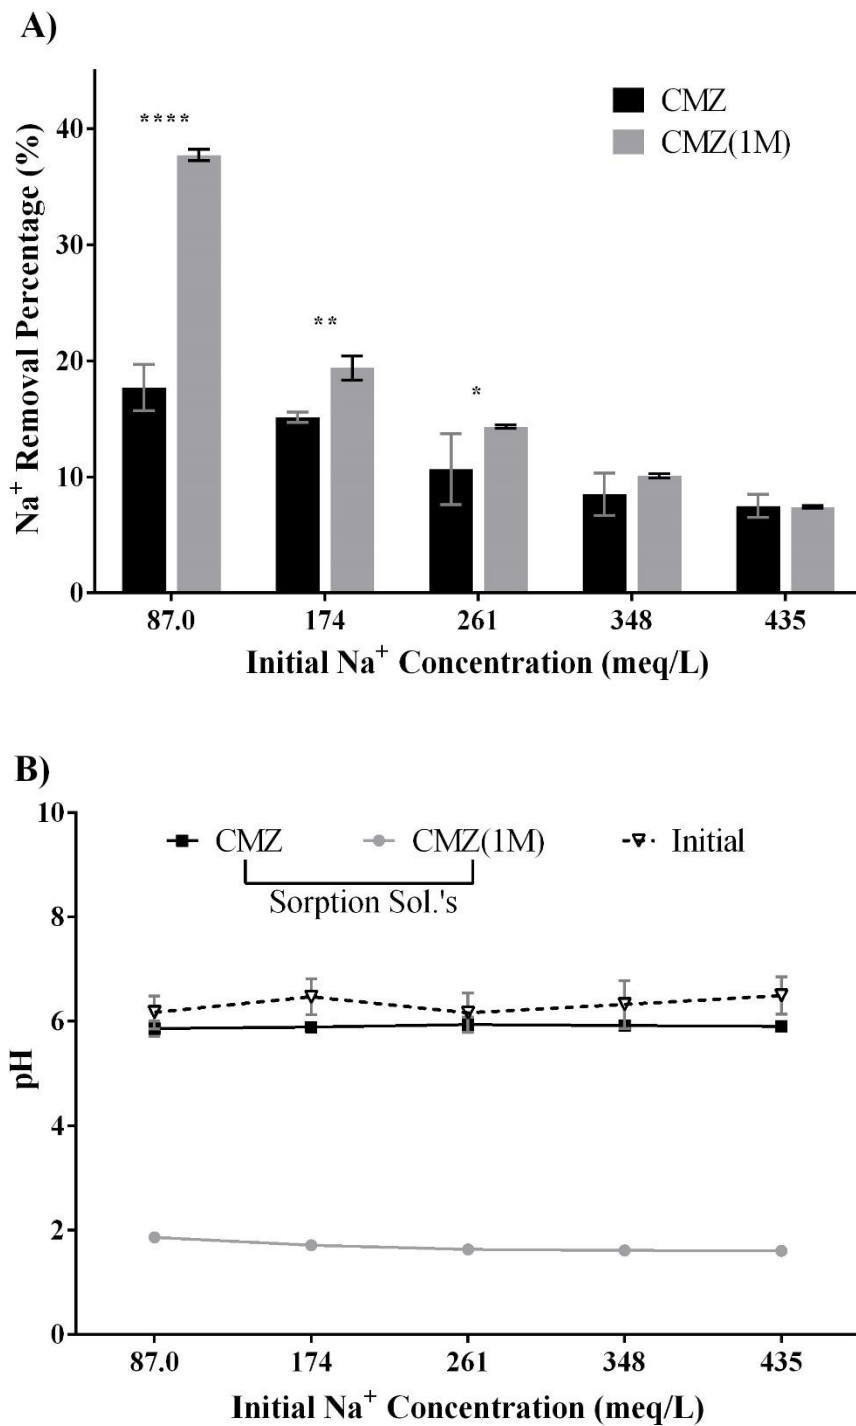 A)
Na+ Removal Percentage (%)
40
30
20
10
0
****
**
*
CMZ
CMZ(1M)
87.0 174 261 348 435
Initial Na+ Concentration (meq/L)
B)
pH
10
8
6
4
2
0
CMZ CMZ(1M) Initial
Sorption Sol.'s
87.0 174 261 348 435
Initial Na+ Concentration (meq/L)